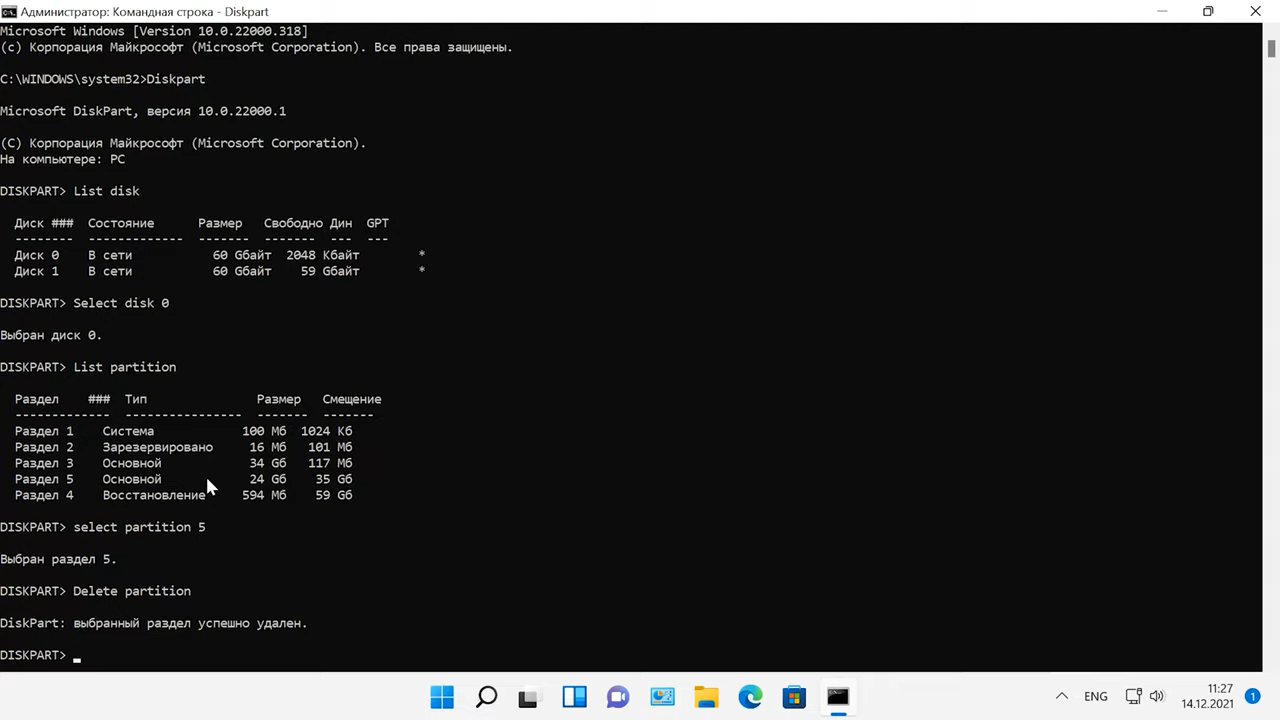 Администратор: Командная строка - Diskpart
Microsoft Windows [Version 10.0.22000.318]
(c) Корпорация Майкрософт (Microsoft Corporation). Все права защищены.
C:\WINDOWS\system32>Diskpart
Microsoft DiskPart, версия 10.0.22000.1
(C) Корпорация Майкрософт (Microsoft Corporation).
На компьютере: PC
DISKPART> List disk
Диск ### Состояние Размер Свободно Дин GPT
-------- ------------- ------- ------- --- ---
Диск 0 В сети 60 Gбайт 2048 Kбайт *
Диск 1 В сети 60 Gбайт 59 Gбайт *
DISKPART> Select disk 0
Выбран диск 0.
DISKPART> List partition
Раздел ### Тип Размер Смещение
------------- ---------------- ------- -------
Раздел 1 Система 100 Mб 1024 Kб
Раздел 2 Зарезервировано 16 Mб 101 Mб
Раздел 3 Основной 34 Gб 117 Mб
Раздел 5 Основной 24 Gб 35 Gб
Раздел 4 Восстановление 594 Mб 59 Gб
DISKPART> select partition 5
Выбран раздел 5.
DISKPART> Delete partition
DiskPart: выбранный раздел успешно удален.
DISKPART>
ENG
11:27
14.12.2021
1